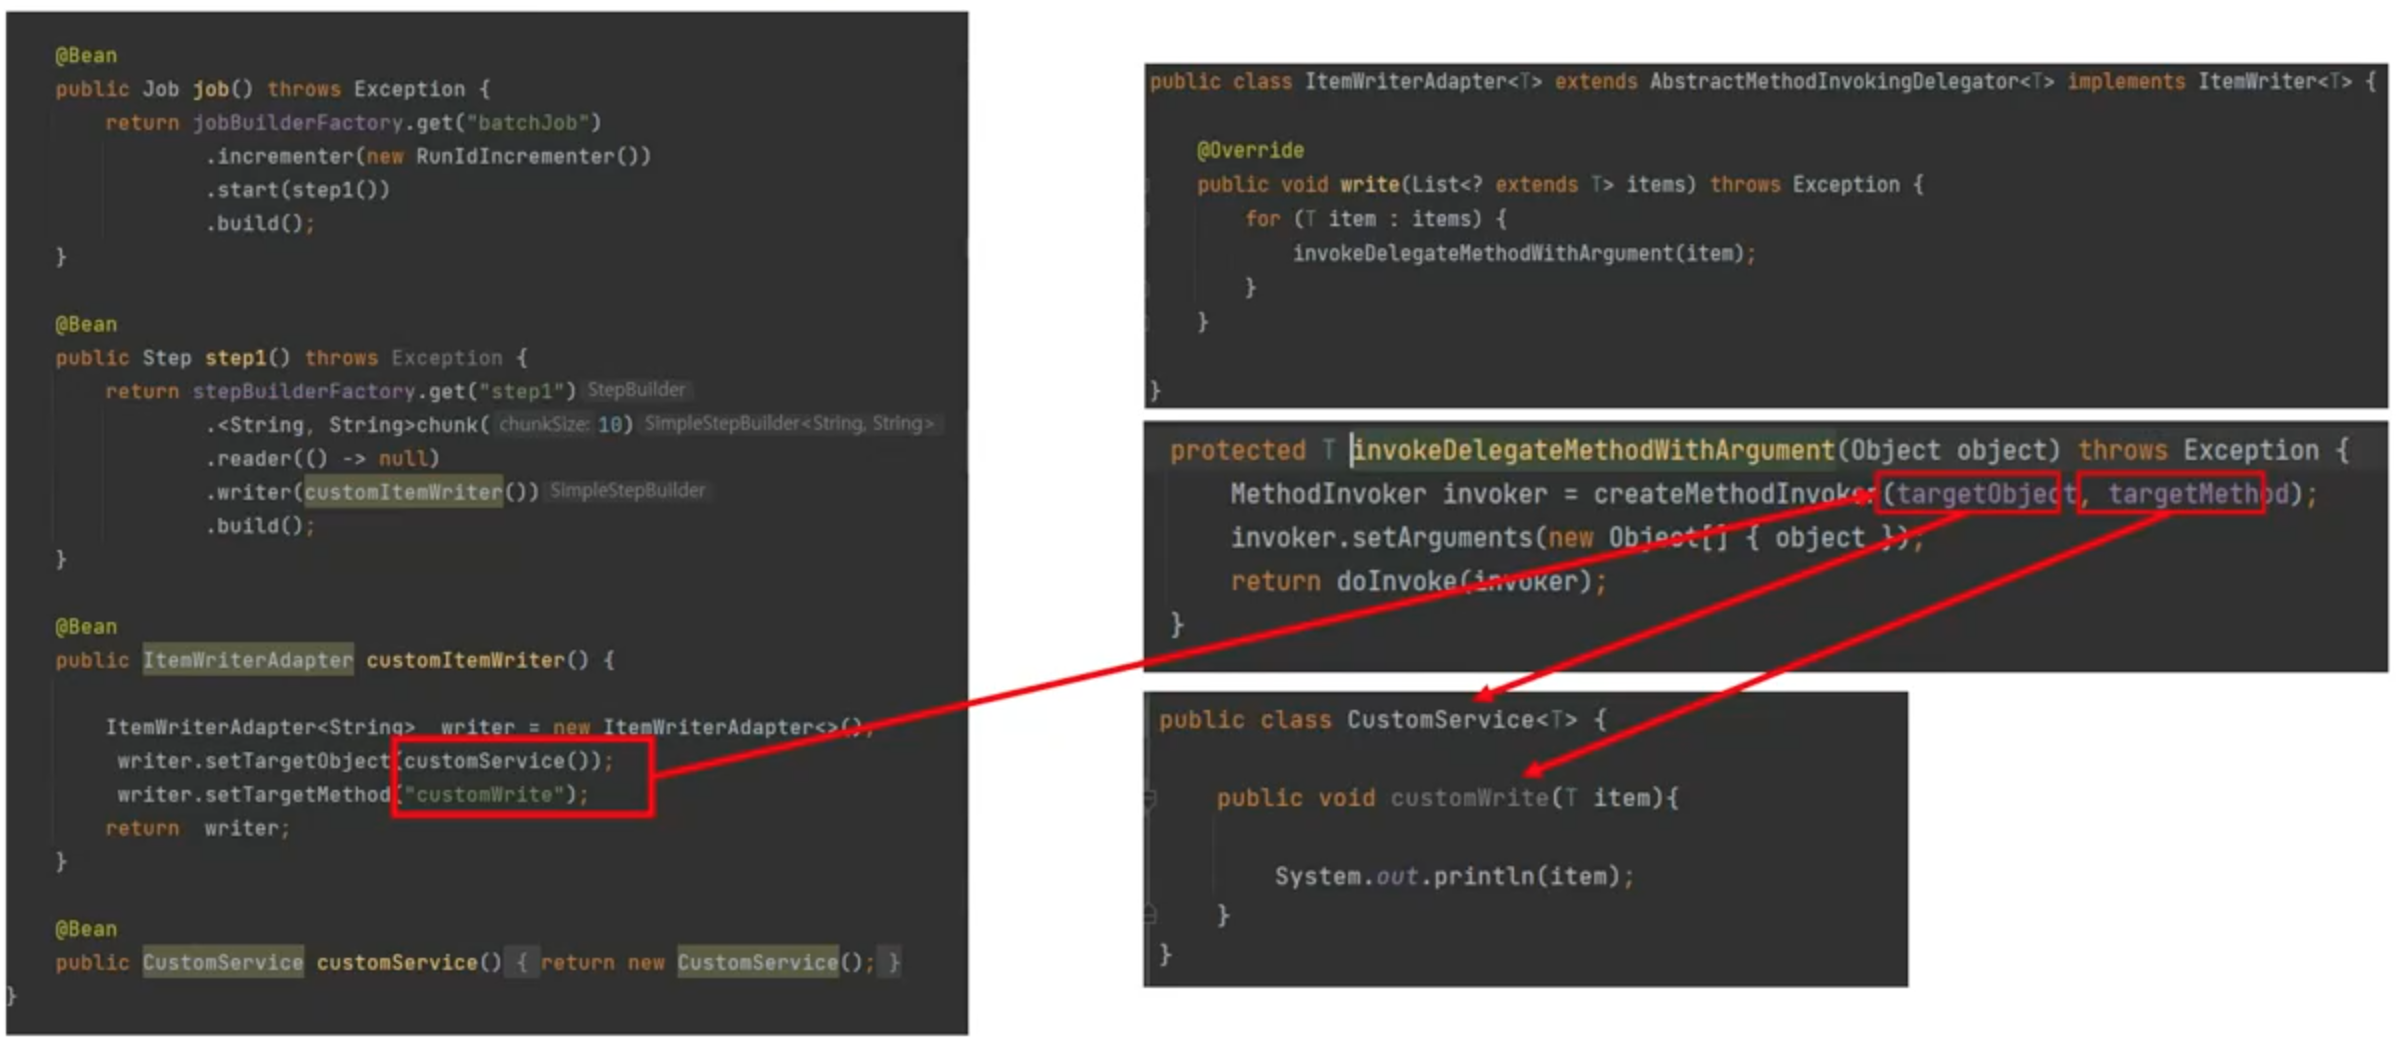 @Bean
public Job job() throws Exception {
return jobBuilderFactory.get("batchJob")
.incrementer(new RunIdIncrementer())
.start(step1())
.build();
}
@Bean
public Step step1() throws Exception {
return stepBuilderFactory.get("step1") StepBuilder
.<String, String>chunk( chunkSize: 10) SimpleStepBuilder<String, String>
.reader(() -> null)
.writer(customItemWriter()) SimpleStepBuilder
.build();
}
@Bean
public ItemWriterAdapter customItemWriter() {
ItemWriterAdapter<String> writer = new ItemWriterAdapter<>();
writer.setTargetObject(customService());
writer.setTargetMethod("customWrite");
return writer;
}
@Bean
public CustomService customService() { return new CustomService(); }
}
public class ItemWriterAdapter<T> extends AbstractMethodInvokingDelegator<T> implements ItemWriter<T> {
@Override
public void write(List<? extends T> items) throws Exception {
for (T item : items) {
invokeDelegateMethodWithArgument(item);
}
}
}
protected T invokeDelegateMethodWithArgument(Object object) throws Exception {
MethodInvoker invoker = createMethodInvoker(targetObject, targetMethod);
invoker.setArguments(new Object[] { object });
return doInvoke(invoker);
}
public class CustomService<T> {
public void customWrite(T item){
System.out.println(item);
}
}